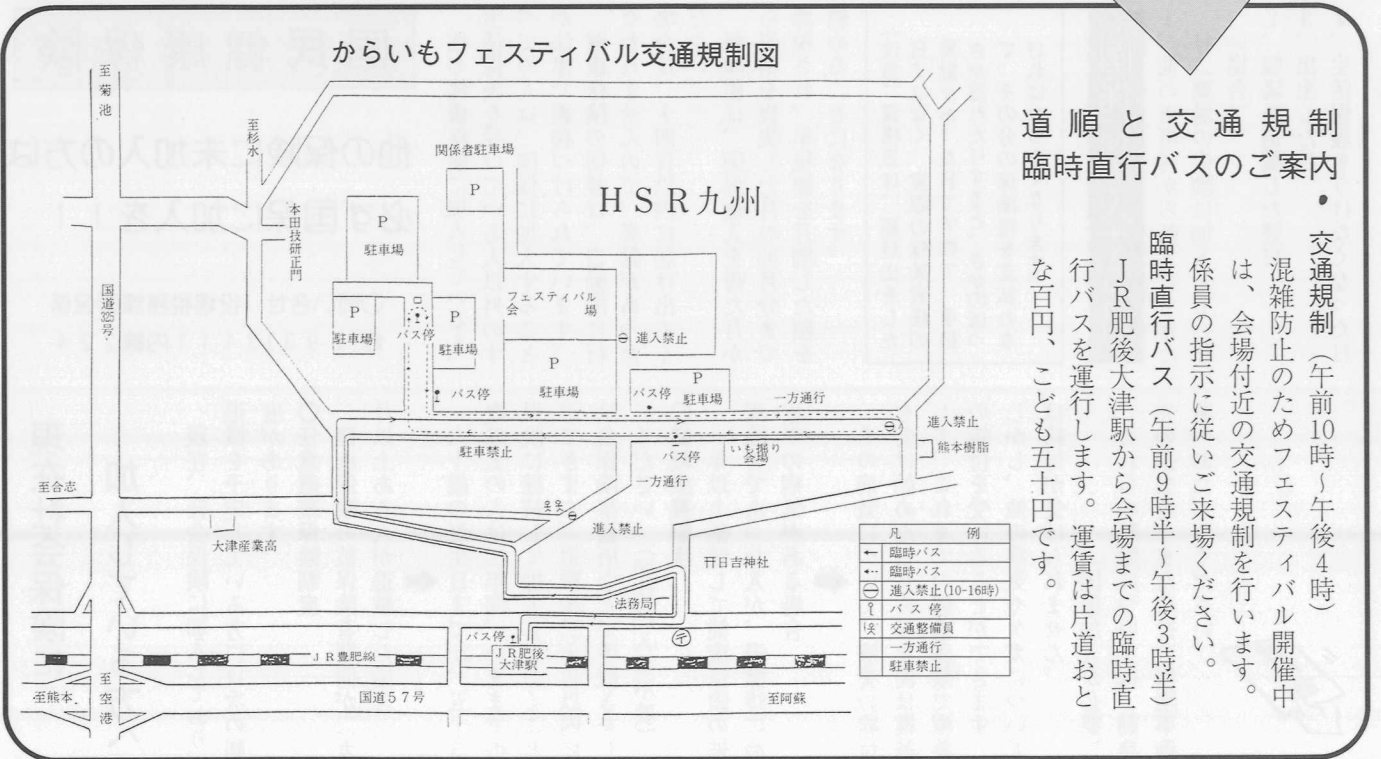 道順と交通規制・
臨時直行バスのご案内
交通規制（午前10時～午後4時）
混雑防止のためフェスティバル開催中
は、会場付近の交通規制を行います。
係員の指示に従いご来場ください。
臨時直行バス（午前9時半～午後3時半）
ＪＲ肥後大津駅から会場までの臨時直
行バスを運行します。運賃は片道おと
な百円、こども五十円です。
からいもフェスティバル交通規制図
至菊池
至杉水
関係者駐車場
P
ＨＳＲ九州
本田技研正門
P
駐車場
国道325号
フェスティバル
会場
P
駐車場
バス停
P
駐車場
進入禁止
P
駐車場
バス停
P
駐車場
バス停
一方通行
進入禁止
熊本樹脂
駐車禁止
バス停
いも掘り
会場
一方通行
至合志
進入禁止
大津産業高
日吉神社
法務局
バス停
ＪＲ肥後
大津駅
ＪＲ豊肥線
至熊本
至空港
国道５７号
至阿蘇
凡例
臨時バス
臨時バス
進入禁止(10-16時)
バス停
交通整備員
一方通行
駐車禁止